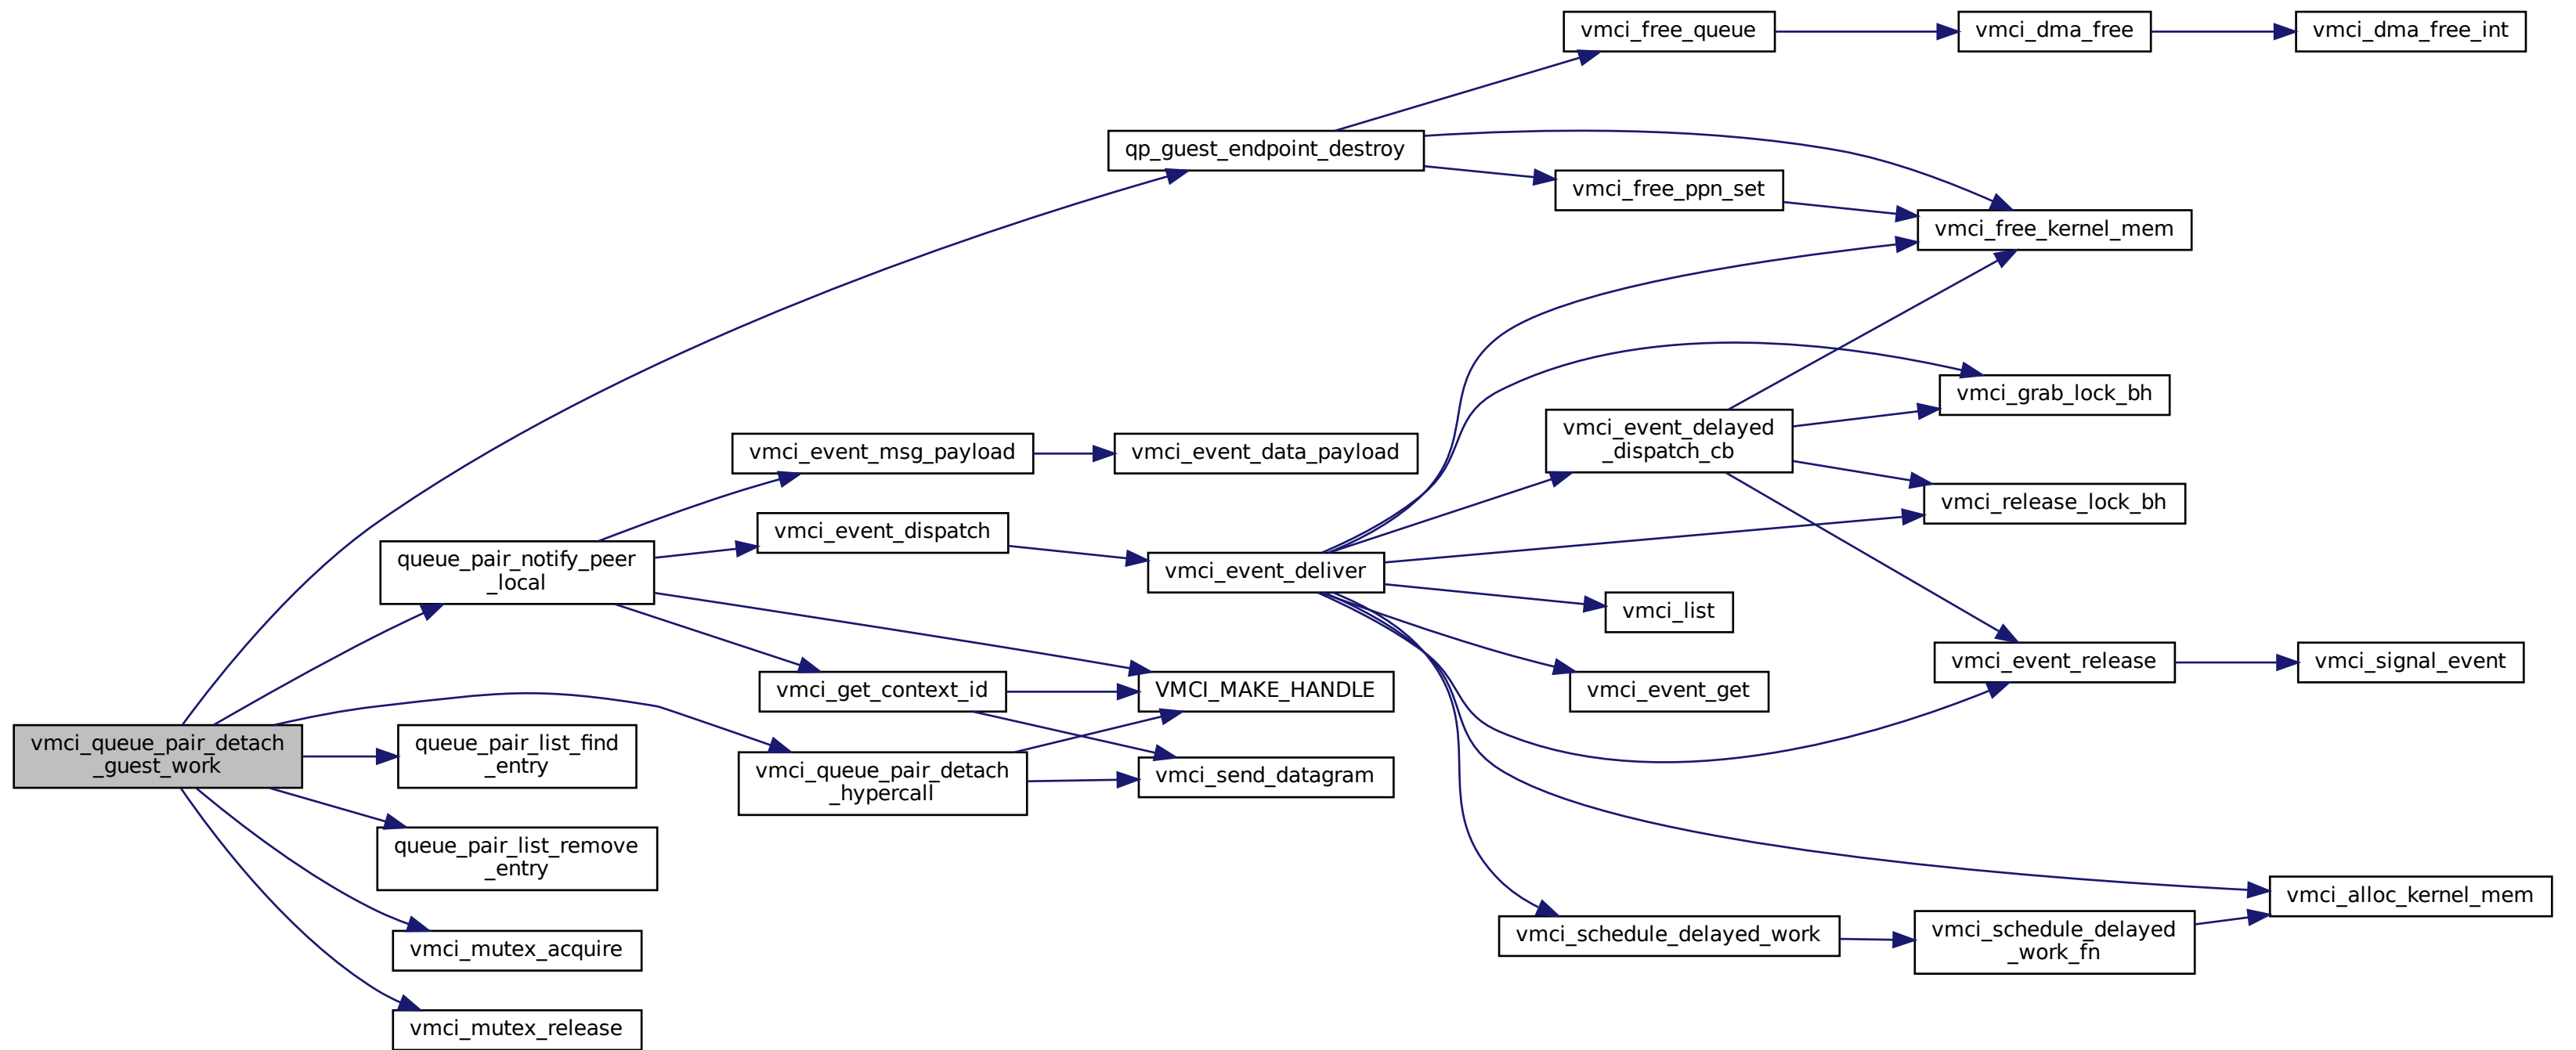 vmci_free_queue
vmci_dma_free
vmci_dma_free_int
qp_guest_endpoint_destroy
vmci_free_ppn_set
vmci_free_kernel_mem
vmci_grab_lock_bh
vmci_event_delayed
_dispatch_cb
vmci_event_msg_payload
vmci_event_data_payload
vmci_release_lock_bh
vmci_event_dispatch
queue_pair_notify_peer
_local
vmci_event_deliver
vmci_list
vmci_event_release
vmci_signal_event
vmci_get_context_id
VMCI_MAKE_HANDLE
vmci_event_get
vmci_queue_pair_detach
_guest_work
queue_pair_list_find
_entry
vmci_queue_pair_detach
_hypercall
vmci_send_datagram
queue_pair_list_remove
_entry
vmci_alloc_kernel_mem
vmci_schedule_delayed_work
vmci_schedule_delayed
_work_fn
vmci_mutex_acquire
vmci_mutex_release